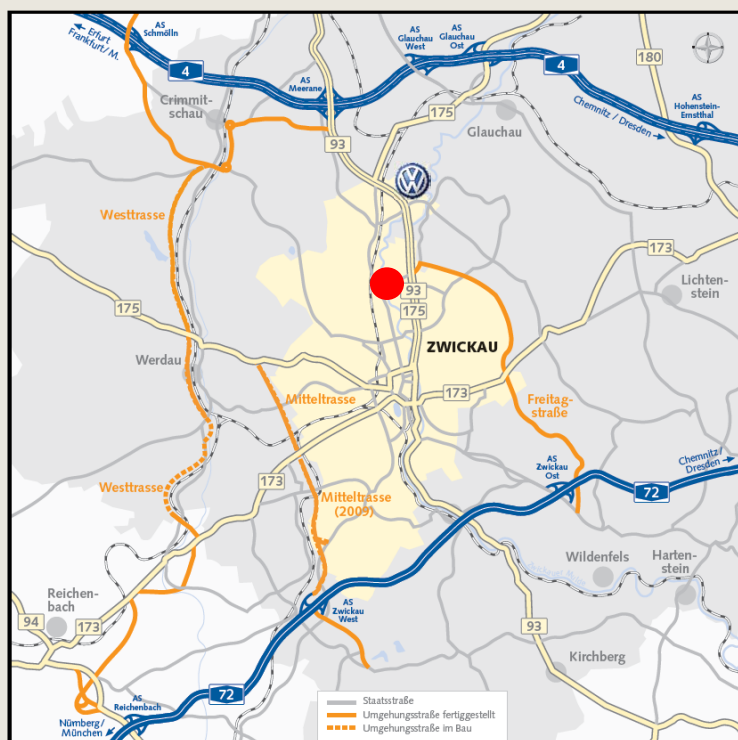 Erfurt
Frankfurt/M.
AS
Schmölln
4
AS
Glauchau
West
AS
Glauchau
Ost
4
180
AS
Meerane
AS
Hohenstein-
Ernstthal
Crimmit-
schau
175
Glauchau
Chemnitz / Dresden
93
Westtrasse
173
93
175
Lichten-
stein
175
ZWICKAU
Werdau
Mitteltrasse
173
Freitag-
straße
AS
Zwickau
Ost
Chemnitz/
Dresden
173
Westtrasse
Mitteltrasse
(2009)
72
Wildenfels
Harten-
stein
Reichen-
bach
AS
Zwickau
West
94
173
93
Kirchberg
72
AS
Reichenbach
Nürnberg/
München
Staatsstraße
Umgehungsstraße fertiggestellt
Umgehungsstraße im Bau